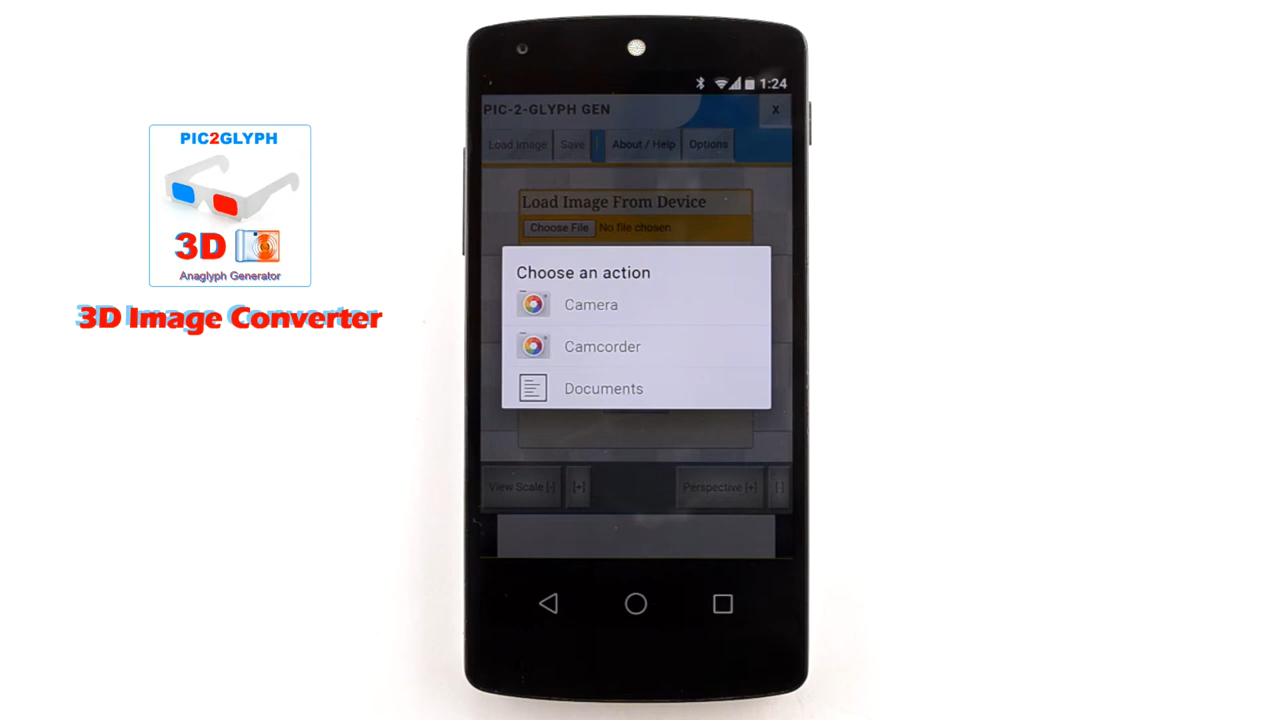 PIC2GLYPH
3D
Anaglyph Generator
3D Image Converter
1:24
PIC-2-GLYPH GEN
X
Load Image
Save
About / Help
Options
Load Image From Device
Choose File No file chosen
Choose an action
Camera
Camcorder
Documents
View Scale [-]
[+]
Perspective [+]
[-]